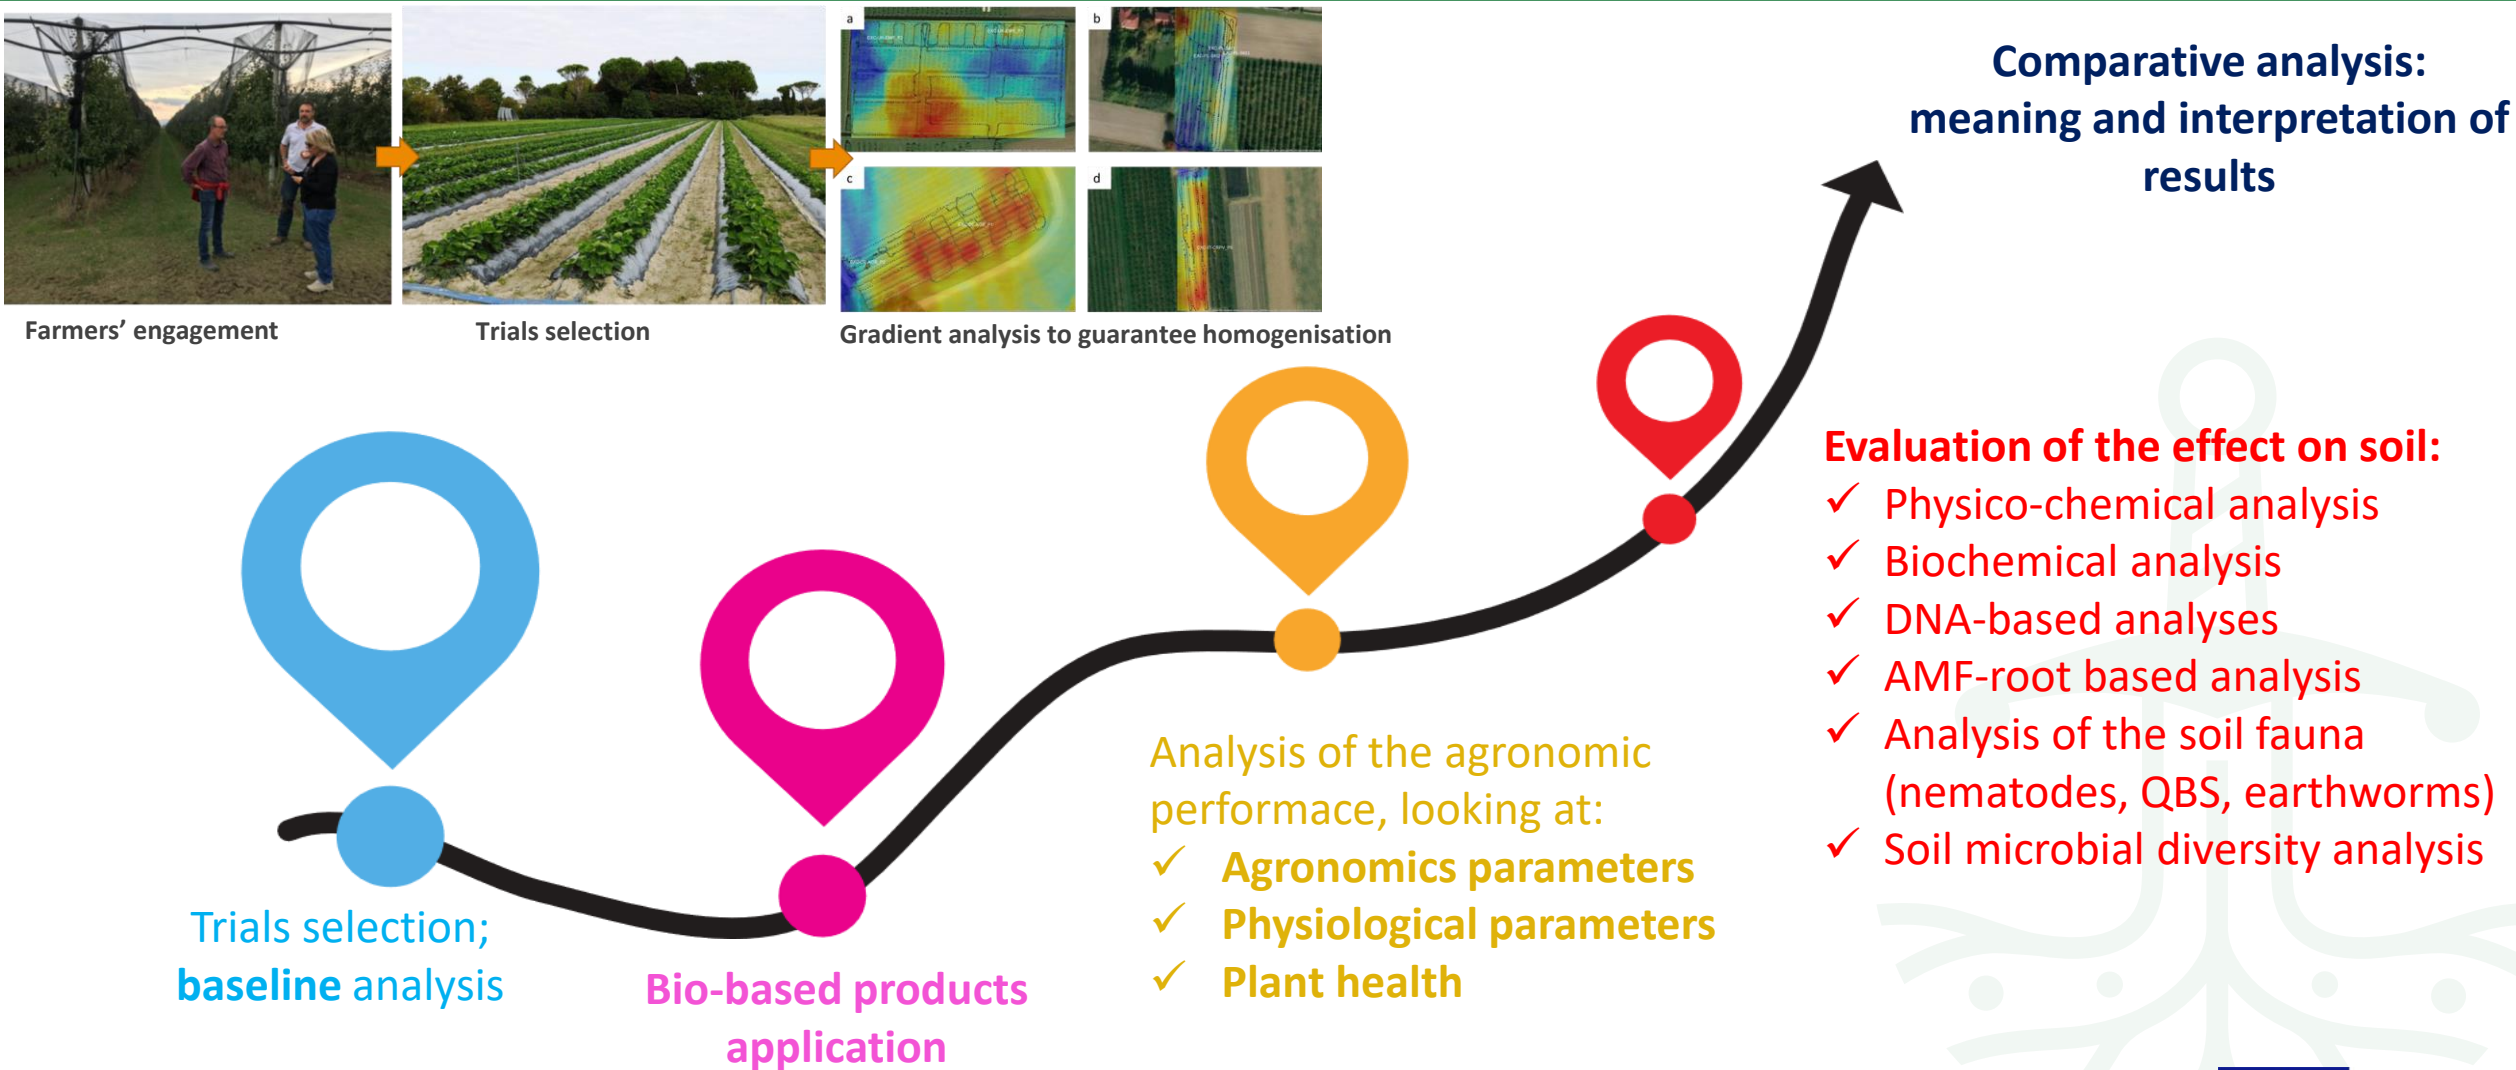 a
b
c
d
Farmers’ engagement
Trials selection
Gradient analysis to guarantee homogenisation
Comparative analysis:
meaning and interpretation of
results
Trials selection;
baseline analysis
Bio-based products
application
Analysis of the agronomic
performace, looking at:
✓ Agronomics parameters
✓ Physiological parameters
✓ Plant health
Evaluation of the effect on soil:
✓ Physico-chemical analysis
✓ Biochemical analysis
✓ DNA-based analyses
✓ AMF-root based analysis
✓ Analysis of the soil fauna
(nematodes, QBS, earthworms)
✓ Soil microbial diversity analysis